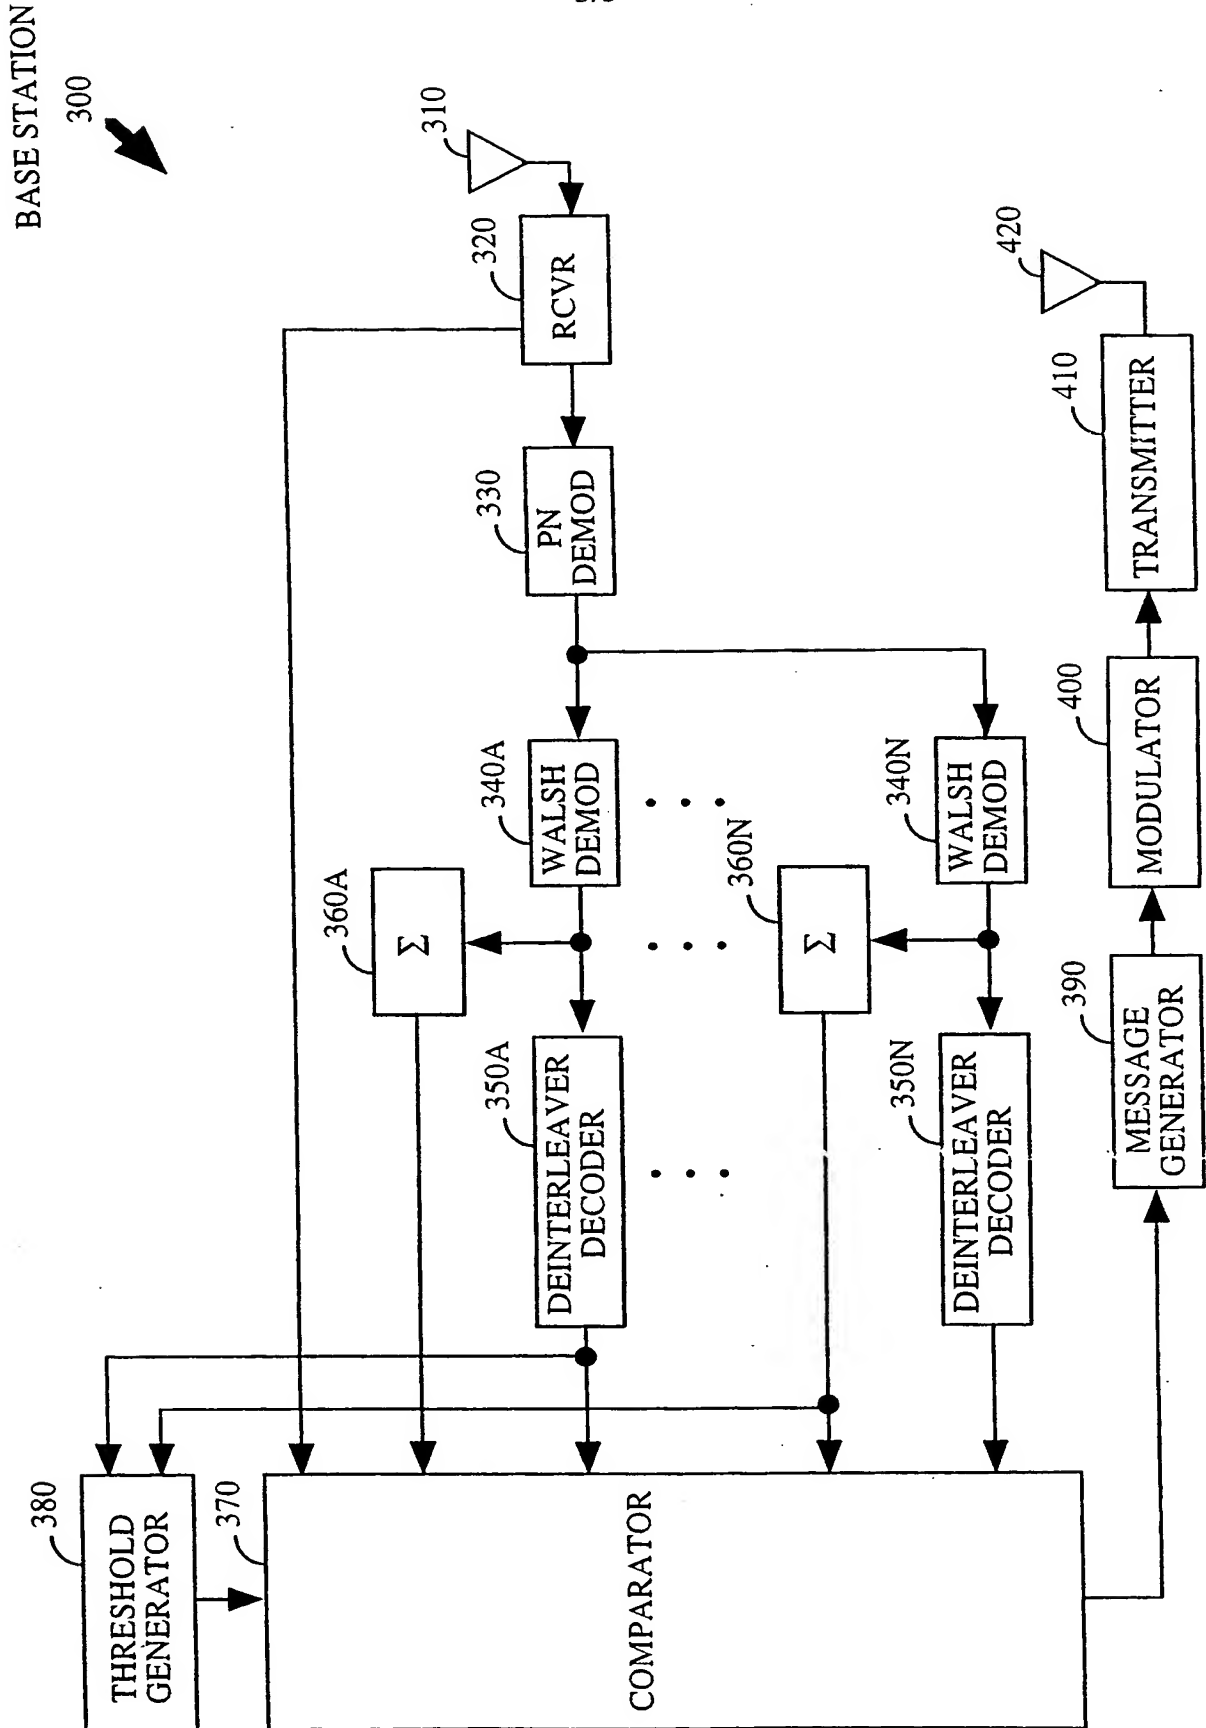 BASE STATION
300
310
320
RCVR
330
PN
DEMOD
340A
WALSH
DEMOD
360A
Σ
350A
DEINTERLEAVER
DECODER
340N
WALSH
DEMOD
360N
Σ
350N
DEINTERLEAVER
DECODER
380
THRESHOLD
GENERATOR
370
COMPARATOR
390
MESSAGE
GENERATOR
400
MODULATOR
410
TRANSMITTER
420